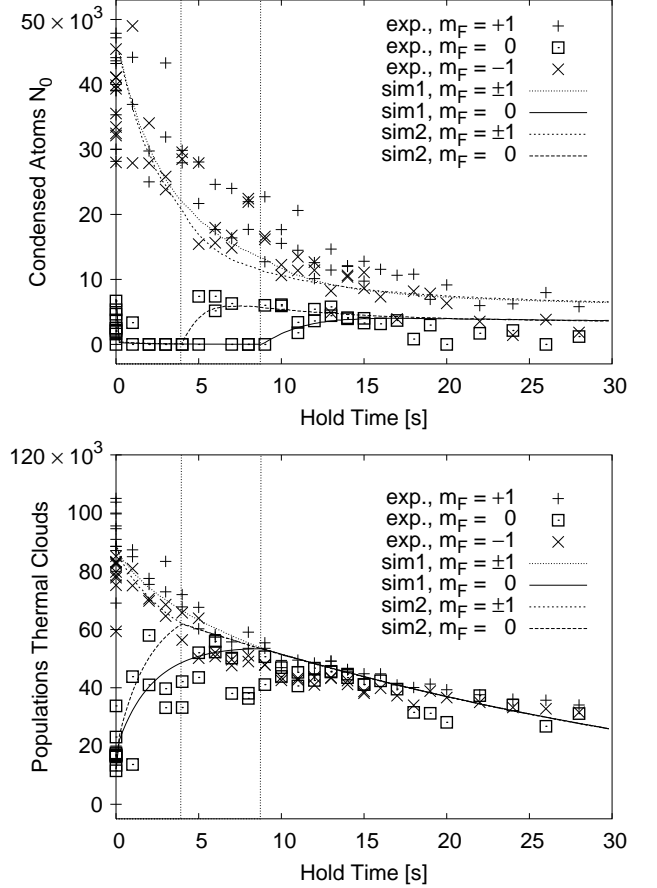 50 × 10³
40
30
20
10
0
Condensed Atoms N₀
exp., m_F = +1
exp., m_F = 0
exp., m_F = −1
sim1, m_F = ±1
sim1, m_F = 0
sim2, m_F = ±1
sim2, m_F = 0
0 5 10 15 20 25 30
Hold Time [s]
120 × 10³
100
80
60
40
20
0
Populations Thermal Clouds
exp., m_F = +1
exp., m_F = 0
exp., m_F = −1
sim1, m_F = ±1
sim1, m_F = 0
sim2, m_F = ±1
sim2, m_F = 0
0 5 10 15 20 25 30
Hold Time [s]